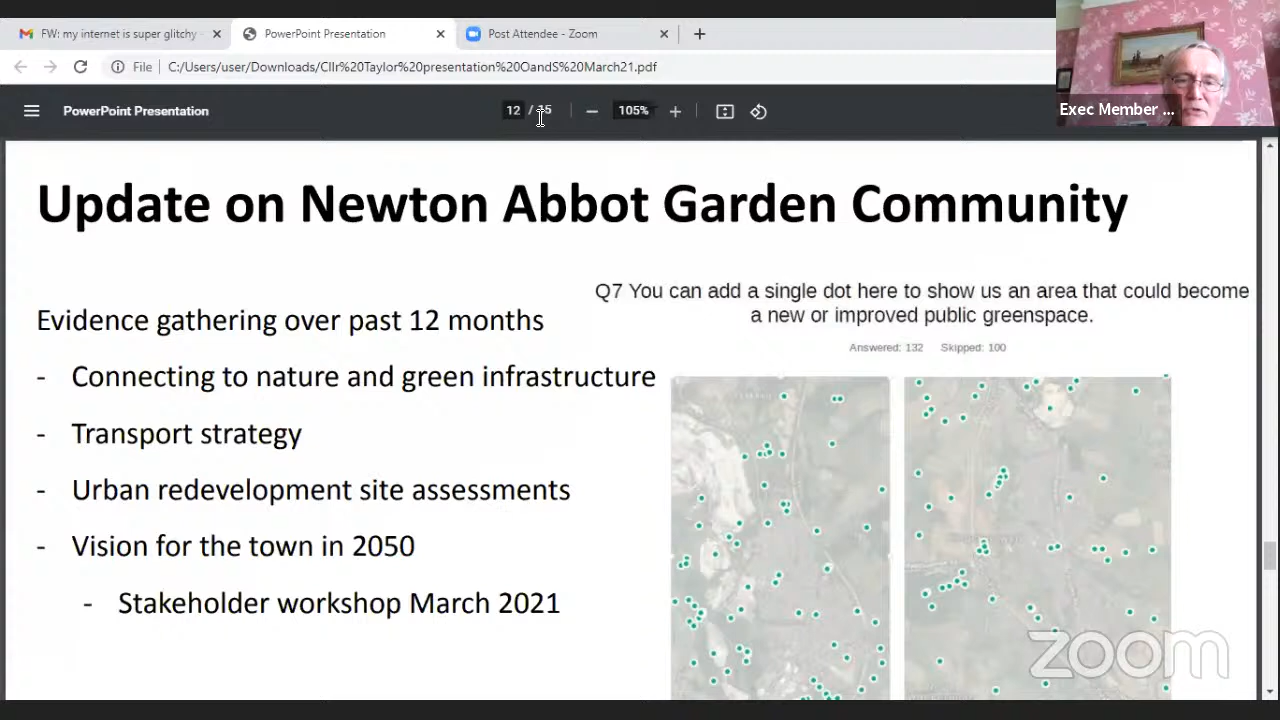 FW: my internet is super glitchy
PowerPoint Presentation
Post Attendee - Zoom
File
C:/Users/user/Downloads/Cllr%20Taylor%20presentation%20OandS%20March21.pdf
PowerPoint Presentation
12 / 15
105%
Exec Member ...
Update on Newton Abbot Garden Community
Evidence gathering over past 12 months
- Connecting to nature and green infrastructure
- Transport strategy
- Urban redevelopment site assessments
- Vision for the town in 2050
- Stakeholder workshop March 2021
Q7 You can add a single dot here to show us an area that could become
a new or improved public greenspace.
Answered: 132 Skipped: 100
zoom